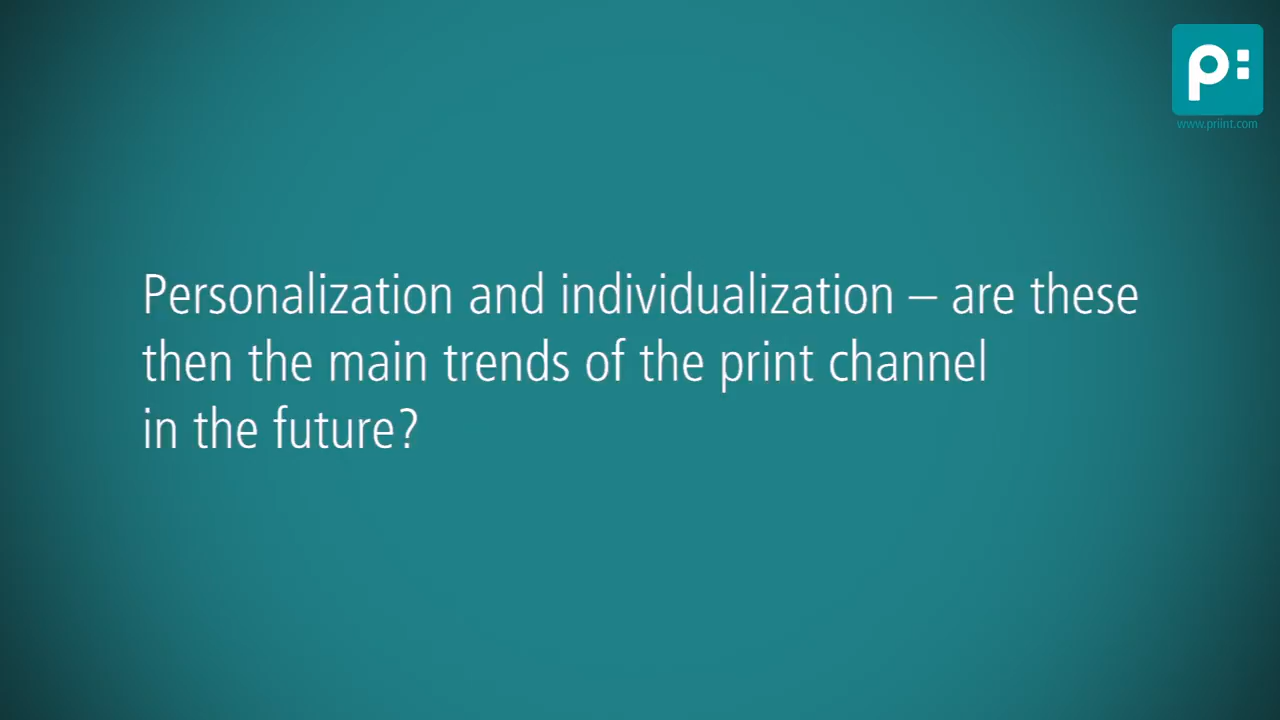 p:
www.priint.com
Personalization and individualization – are these
then the main trends of the print channel
in the future?